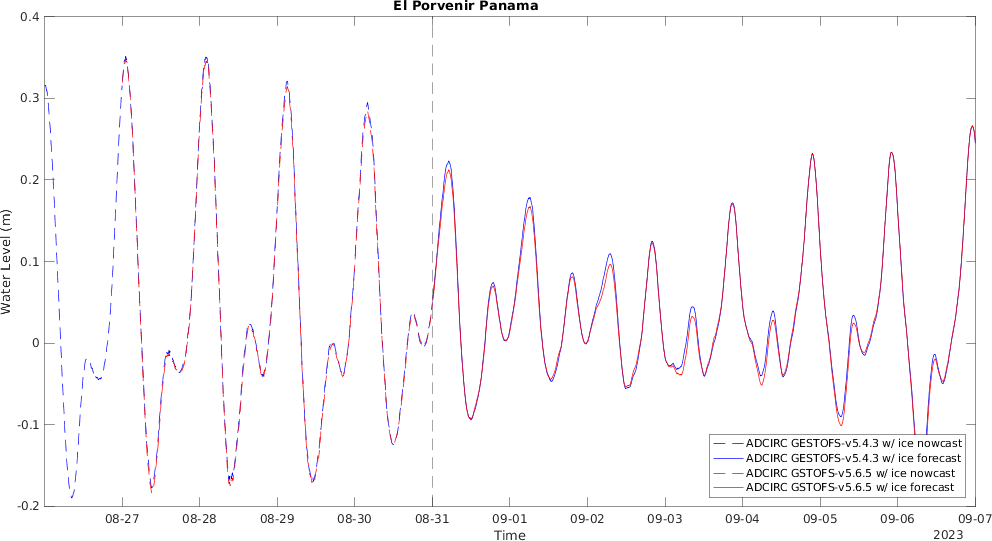 El Porvenir Panama
0.4
0.3
0.2
0.1
0
-0.1
-0.2
Water Level (m)
ADCIRC GESTOFS-v5.4.3 w/ ice nowcast
ADCIRC GESTOFS-v5.4.3 w/ ice forecast
ADCIRC GSTOFS-v5.6.5 w/ ice nowcast
ADCIRC GSTOFS-v5.6.5 w/ ice forecast
08-27 08-28 08-29 08-30 08-31 09-01 09-02 09-03 09-04 09-05 09-06 09-07
Time
2023